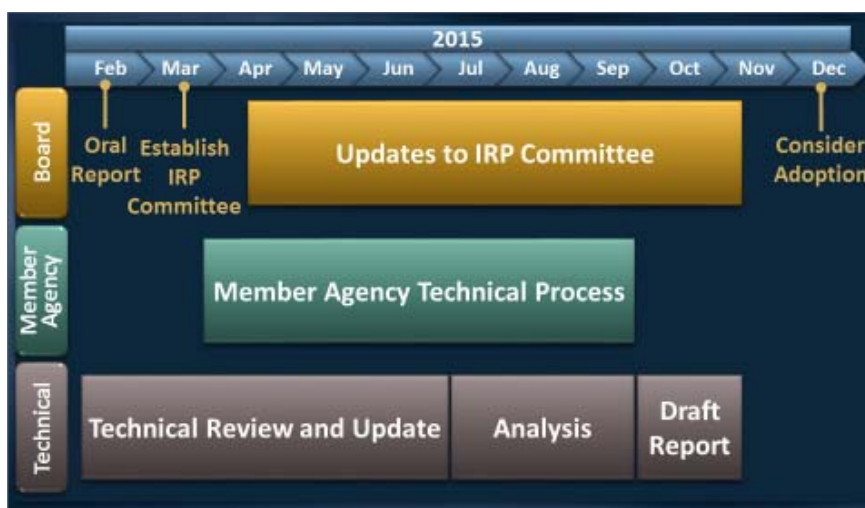 2015
Feb Mar Apr May Jun Jul Aug Sep Oct Nov Dec
Board
Oral
Report
Establish
IRP
Committee
Updates to IRP Committee
Consider
Adoption
Member
Agency
Member Agency Technical Process
Technical
Technical Review and Update
Analysis
Draft
Report